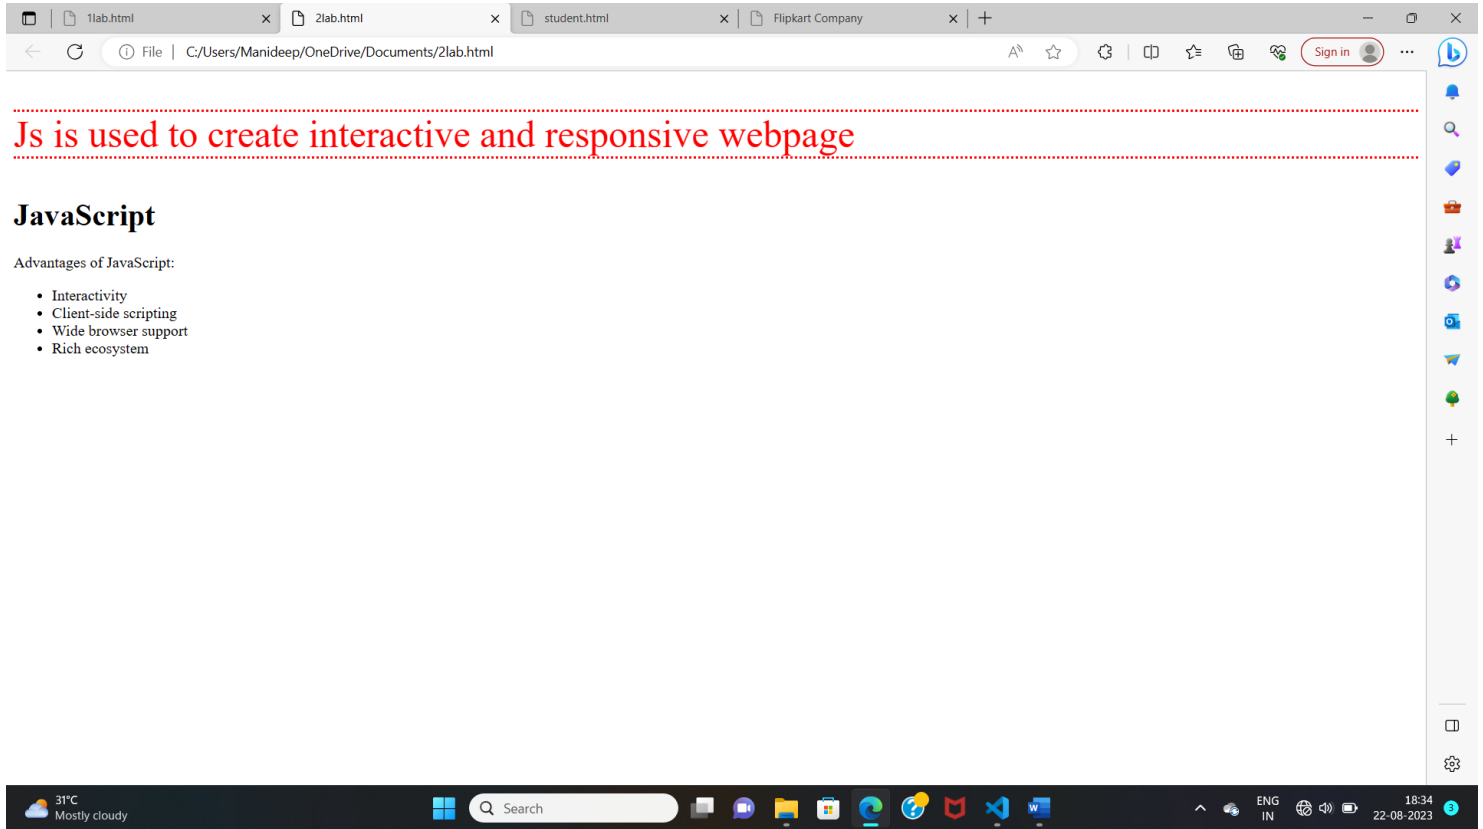 1lab.html
2lab.html
student.html
Flipkart Company
File | C:/Users/Manideep/OneDrive/Documents/2lab.html
Sign in
Js is used to create interactive and responsive webpage
JavaScript
Advantages of JavaScript:
• Interactivity
• Client-side scripting
• Wide browser support
• Rich ecosystem
31°C
Mostly cloudy
Search
ENG
IN
18:34
22-08-2023
3